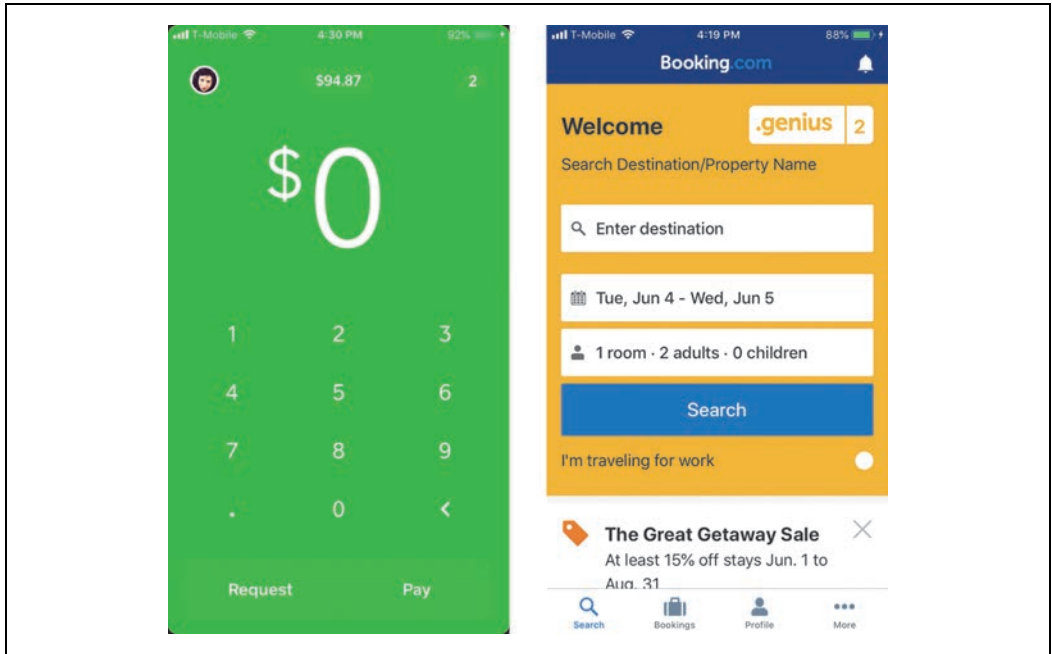 T-Mobile 4:30 PM 92%
$94.87 2
$0
1 2 3
4 5 6
7 8 9
. 0 <
Request Pay
T-Mobile 4:19 PM 88%
Booking.com
Welcome .genius 2
Search Destination/Property Name
Enter destination
Tue, Jun 4 - Wed, Jun 5
1 room · 2 adults · 0 children
Search
I'm traveling for work
The Great Getaway Sale
At least 15% off stays Jun. 1 to
Aug. 31
Search Bookings Profile More